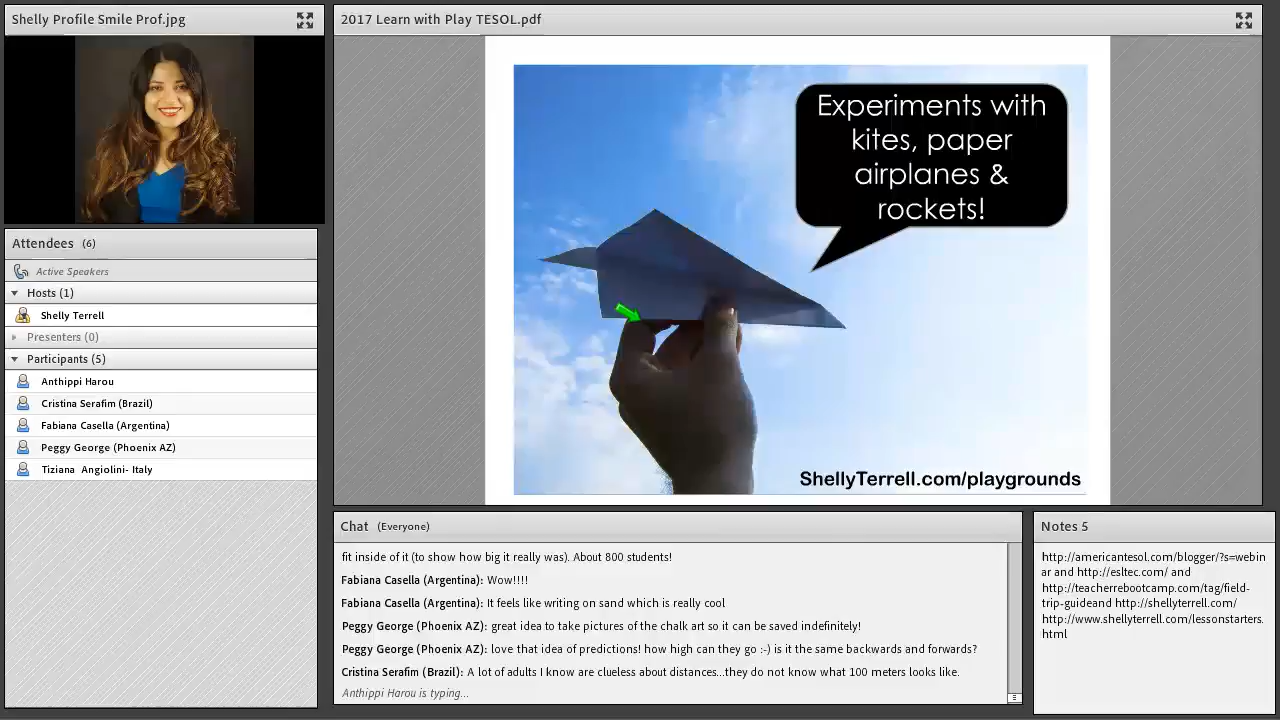 Shelly Profile Smile Prof.jpg
Attendees (6)
Active Speakers
Hosts (1)
Shelly Terrell
Presenters (0)
Participants (5)
Anthippi Harou
Cristina Serafim (Brazil)
Fabiana Casella (Argentina)
Peggy George (Phoenix AZ)
Tiziana Angiolini- Italy
2017 Learn with Play TESOL.pdf
Experiments with
kites, paper
airplanes &
rockets!
ShellyTerrell.com/playgrounds
Chat (Everyone)
fit inside of it (to show how big it really was). About 800 students!
Fabiana Casella (Argentina): Wow!!!!
Fabiana Casella (Argentina): It feels like writing on sand which is really cool
Peggy George (Phoenix AZ): great idea to take pictures of the chalk art so it can be saved indefinitely!
Peggy George (Phoenix AZ): love that idea of predictions! how high can they go :-) is it the same backwards and forwards?
Cristina Serafim (Brazil): A lot of adults I know are clueless about distances...they do not know what 100 meters looks like.
Anthippi Harou is typing...
Notes 5
http://americantesol.com/blogger/?s=webin
ar and http://esltec.com/ and
http://teacherrebootcamp.com/tag/field-
trip-guideand http://shellyterrell.com/
http://www.shellyterrell.com/lessonstarters.
html